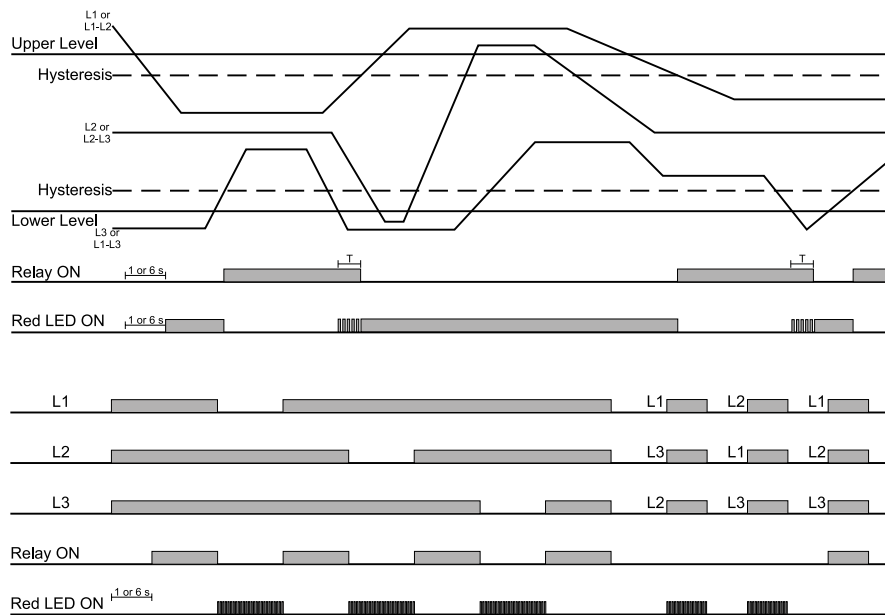 L1 or
L1-L2
Upper Level
Hysteresis
L2 or
L2-L3
Hysteresis
Lower Level
L3 or
L1-L3
T T
Relay ON 1 or 6 s
Red LED ON 1 or 6 s
L1 L1 L2 L1
L2 L3 L1 L2
L3 L2 L3 L3
Relay ON
1 or 6 s
Red LED ON